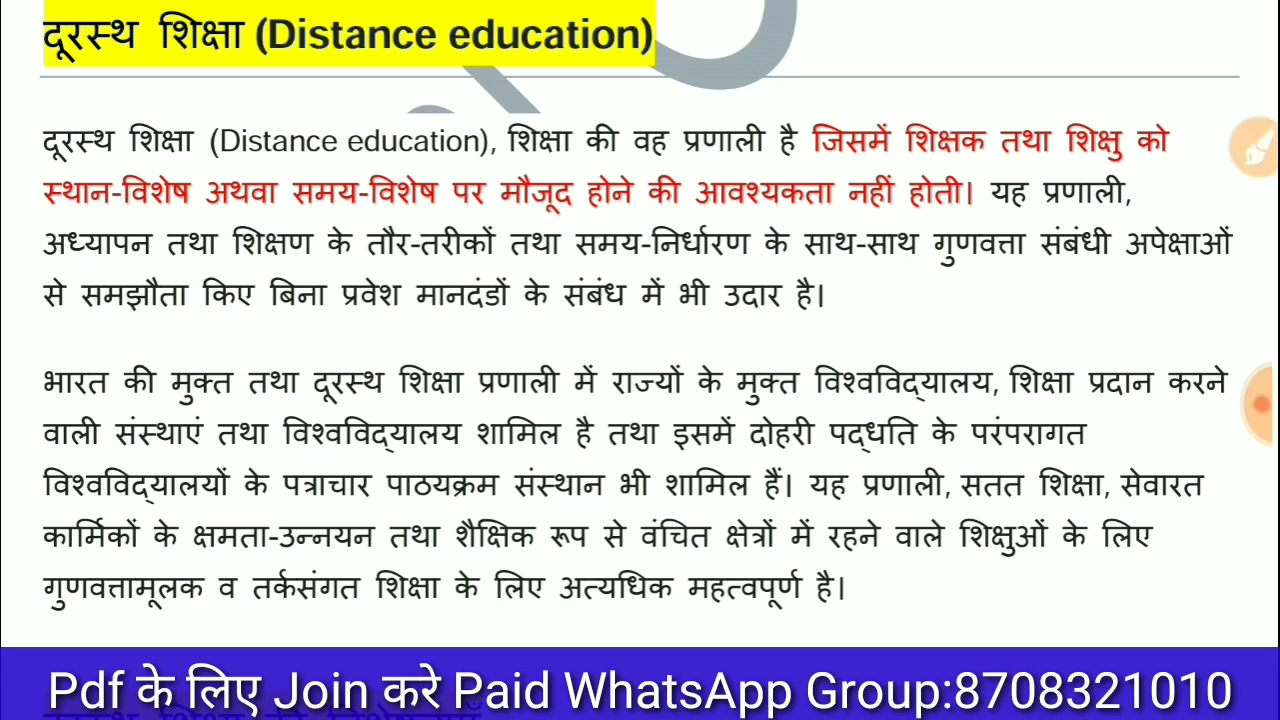 दूरस्थ शिक्षा (Distance education)
दूरस्थ शिक्षा (Distance education), शिक्षा की वह प्रणाली है जिसमें शिक्षक तथा शिक्षु को
स्थान-विशेष अथवा समय-विशेष पर मौजूद होने की आवश्यकता नहीं होती। यह प्रणाली,
अध्यापन तथा शिक्षण के तौर-तरीकों तथा समय-निर्धारण के साथ-साथ गुणवत्ता संबंधी अपेक्षाओं
से समझौता किए बिना प्रवेश मानदंडों के संबंध में भी उदार है।
भारत की मुक्त तथा दूरस्थ शिक्षा प्रणाली में राज्यों के मुक्त विश्वविद्यालय, शिक्षा प्रदान करने
वाली संस्थाएं तथा विश्वविद्यालय शामिल है तथा इसमें दोहरी पद्धति के परंपरागत
विश्वविद्यालयों के पत्राचार पाठयक्रम संस्थान भी शामिल हैं। यह प्रणाली, सतत शिक्षा, सेवारत
कार्मिकों के क्षमता-उन्नयन तथा शैक्षिक रूप से वंचित क्षेत्रों में रहने वाले शिक्षुओं के लिए
गुणवत्तामूलक व तर्कसंगत शिक्षा के लिए अत्यधिक महत्वपूर्ण है।
Pdf के लिए Join करे Paid WhatsApp Group:8708321010